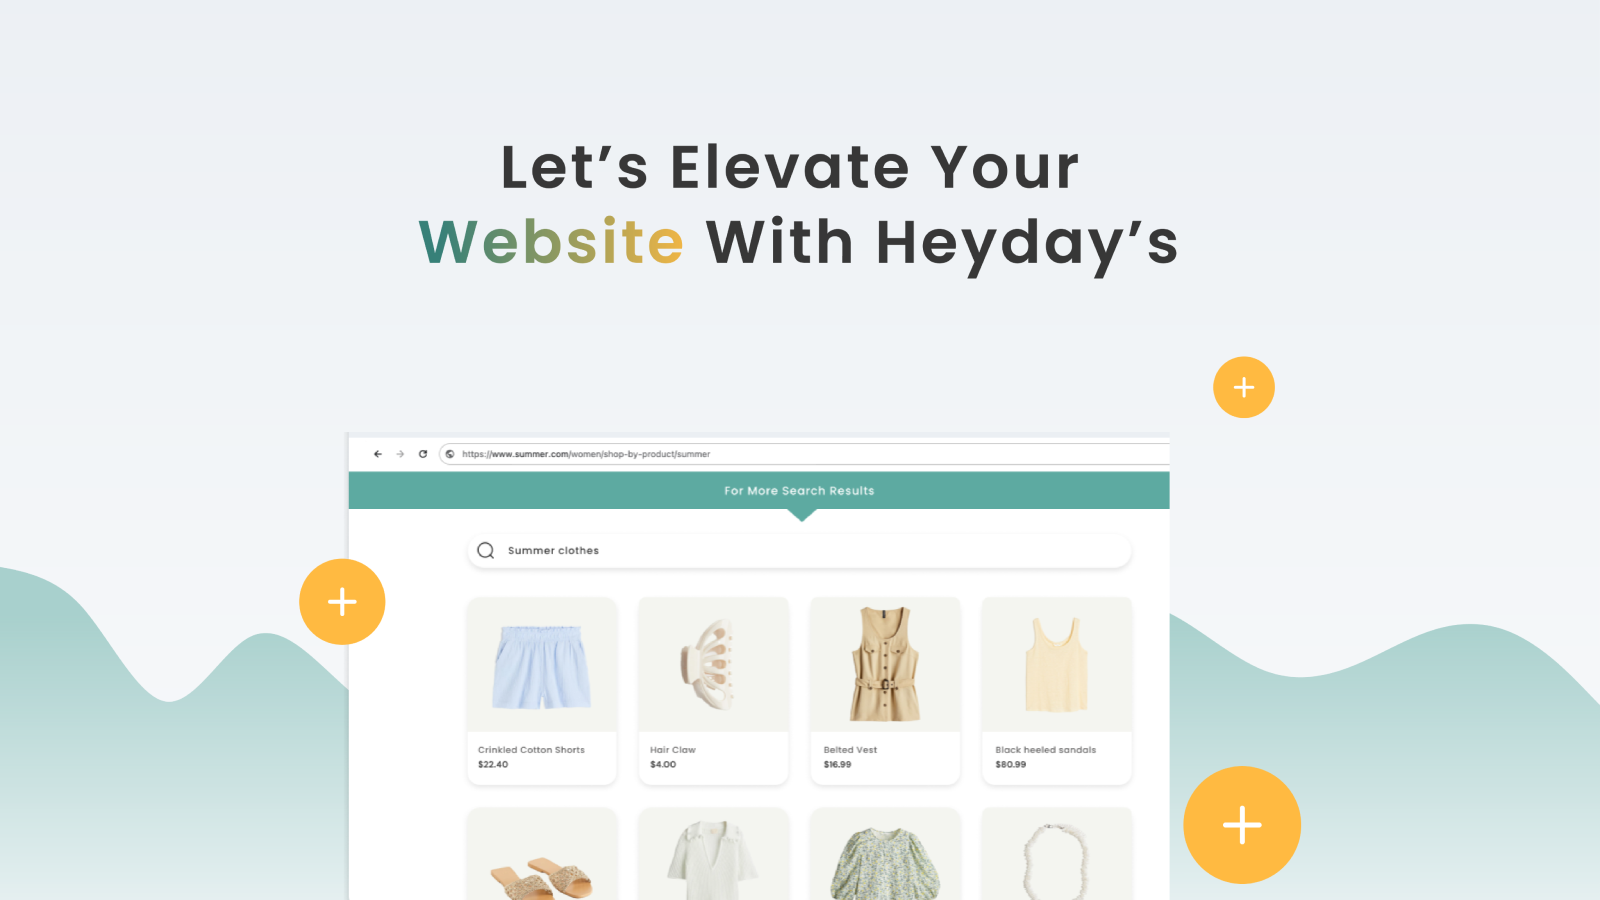 Let’s Elevate Your
Website With Heyday’s
https://www.summer.com/women/shop-by-product/summer
For More Search Results
Summer clothes
Crinkled Cotton Shorts
$22.40
Hair Claw
$4.00
Belted Vest
$16.99
Black heeled sandals
$80.99